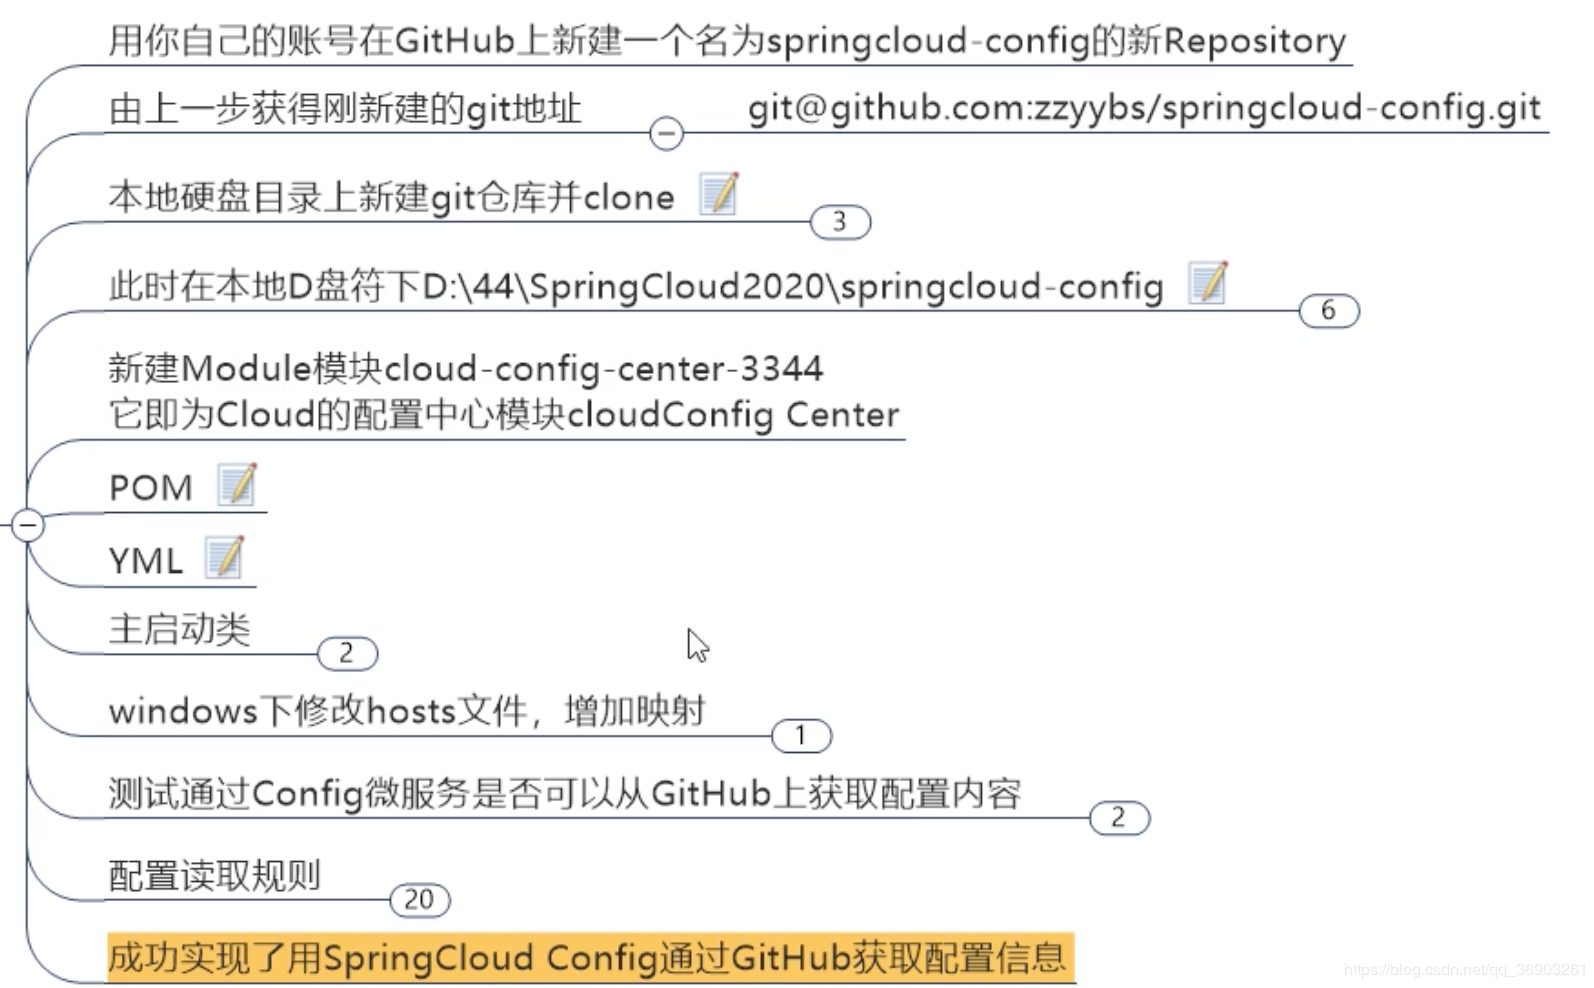 用你自己的账号在GitHub上新建一个名为springcloud-config的新Repository
由上一步获得刚新建的git地址 git@github.com:zzyybs/springcloud-config.git
本地硬盘目录上新建git仓库并clone
3
此时在本地D盘符下D:\44\SpringCloud2020\springcloud-config
6
新建Module模块cloud-config-center-3344
它即为Cloud的配置中心模块cloudConfig Center
POM
YML
主启动类
2
windows下修改hosts文件，增加映射
1
测试通过Config微服务是否可以从GitHub上获取配置内容
2
配置读取规则
20
成功实现了用SpringCloud Config通过GitHub获取配置信息
https://blog.csdn.net/qq_36903261